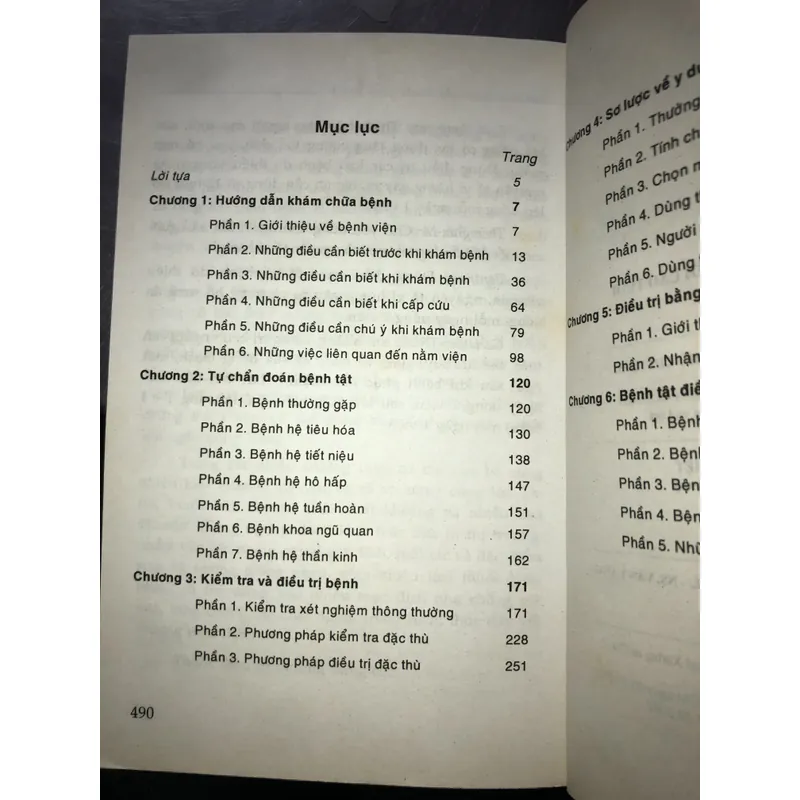 Mục lục
Trang
Lời tựa 5
Chương 1: Hướng dẫn khám chữa bệnh 7
Phần 1. Giới thiệu về bệnh viện 7
Phần 2. Những điều cần biết trước khi khám bệnh 13
Phần 3. Những điều cần biết khi khám bệnh 36
Phần 4. Những điều cần biết khi cấp cứu 64
Phần 5. Những điều cần chú ý khi khám bệnh 79
Phần 6. Những việc liên quan đến nằm viện 98
Chương 2: Tự chẩn đoán bệnh tật 120
Phần 1. Bệnh thường gặp 120
Phần 2. Bệnh hệ tiêu hóa 130
Phần 3. Bệnh hệ tiết niệu 138
Phần 4. Bệnh hệ hô hấp 147
Phần 5. Bệnh hệ tuần hoàn 151
Phần 6. Bệnh khoa ngũ quan 157
Phần 7. Bệnh hệ thần kinh 162
Chương 3: Kiểm tra và điều trị bệnh 171
Phần 1. Kiểm tra xét nghiệm thông thường 171
Phần 2. Phương pháp kiểm tra đặc thù 228
Phần 3. Phương pháp điều trị đặc thù 251
490
Chương 4: Sơ lược về y
Phần 1. Thường
Phần 2. Tính
Phần 3. Chọn
Phần 4. Dùng
Phần 5. Người
Phần 6. Dùng
Chương 5: Điều trị bằng
Phần 1. Giới
Phần 2. Nhận
Chương 6: Bệnh tật
Phần 1. Bệnh
Phần 2. Bệnh
Phần 3. Bệnh
Phần 4. Bệnh
Phần 5.